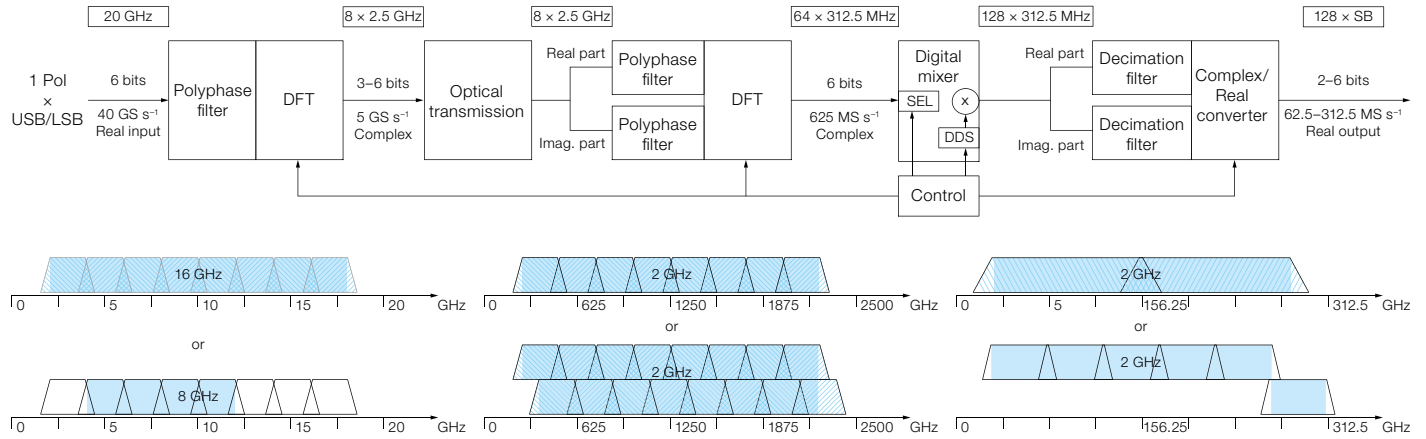 20 GHz
8 × 2.5 GHz
8 × 2.5 GHz
64 × 312.5 MHz
128 × 312.5 MHz
128 × SB
1 Pol
×
USB/LSB
6 bits
40 GS s⁻¹
Real input
Polyphase
filter
DFT
3–6 bits
5 GS s⁻¹
Complex
Optical
transmission
Real part
Imag. part
Polyphase
filter
Polyphase
filter
DFT
6 bits
625 MS s⁻¹
Complex
Digital
mixer
SEL
x
DDS
Control
Real part
Imag. part
Decimation
filter
Decimation
filter
Complex/
Real
converter
2–6 bits
62.5–312.5 MS s⁻¹
Real output
16 GHz
0 5 10 15 20 GHz
or
8 GHz
0 5 10 15 20 GHz
2 GHz
0 625 1250 1875 2500 GHz
or
2 GHz
0 625 1250 1875 2500 GHz
2 GHz
0 5 156.25 312.5 GHz
or
2 GHz
0 156.25 312.5 GHz